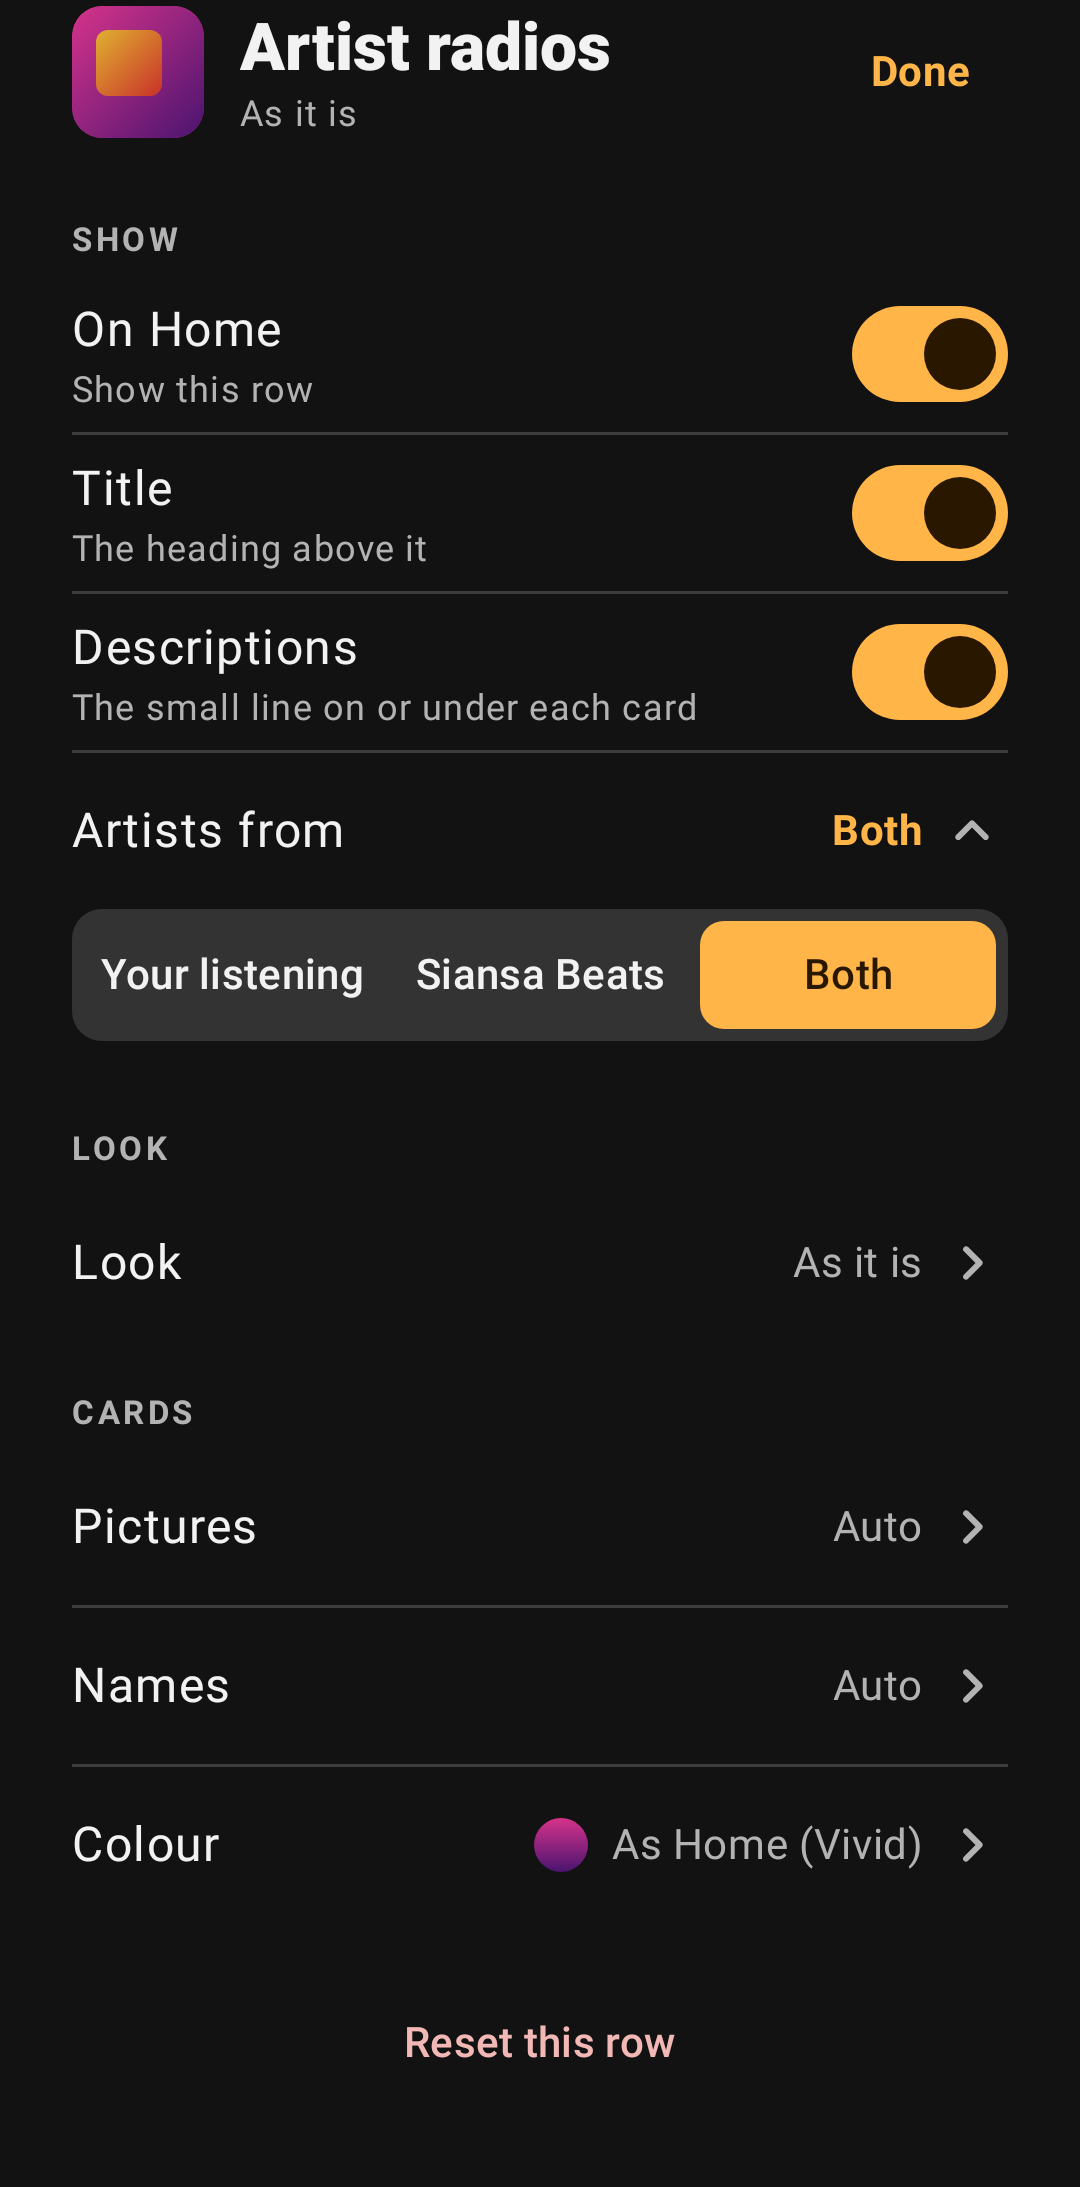 Artist radios
As it is
Done
SHOW
On Home
Show this row
Title
The heading above it
Descriptions
The small line on or under each card
Artists from
Both
Your listening
Siansa Beats
Both
LOOK
Look
As it is
CARDS
Pictures
Auto
Names
Auto
Colour
As Home (Vivid)
Reset this row